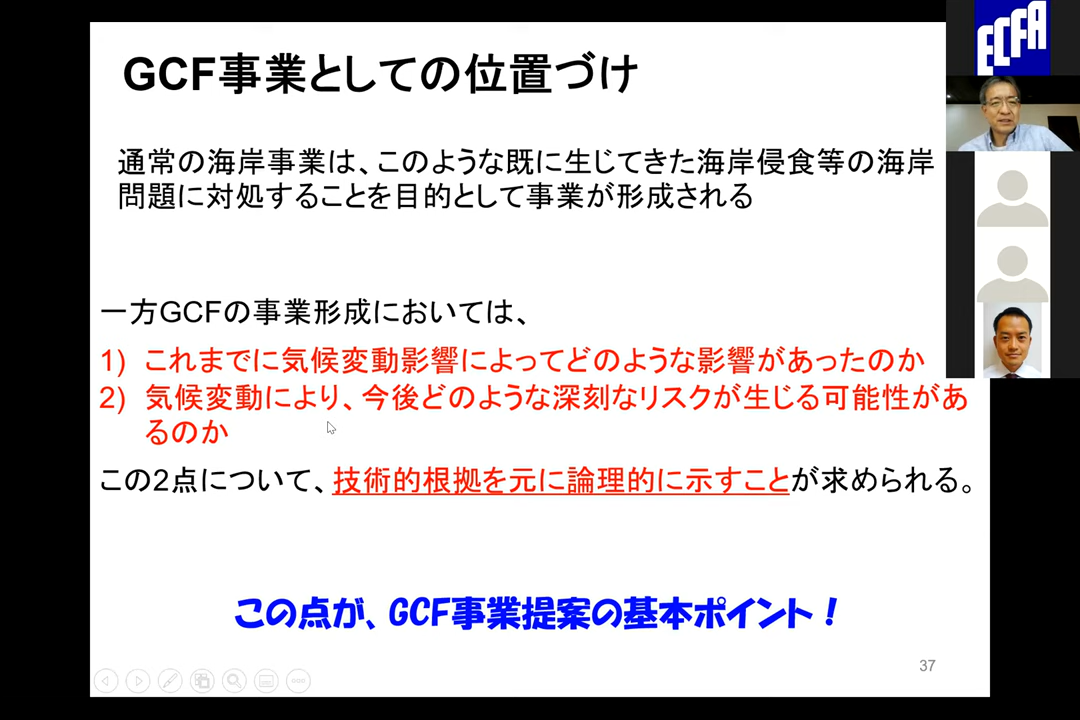 GCF事業としての位置づけ
ECFA
通常の海岸事業は、このような既に生じてきた海岸侵食等の海岸
問題に対処することを目的として事業が形成される
一方GCFの事業形成においては、
1) これまでに気候変動影響によってどのような影響があったのか
2) 気候変動により、今後どのような深刻なリスクが生じる可能性があ
るのか
この2点について、技術的根拠を元に論理的に示すことが求められる。
この点が、GCF事業提案の基本ポイント！
37